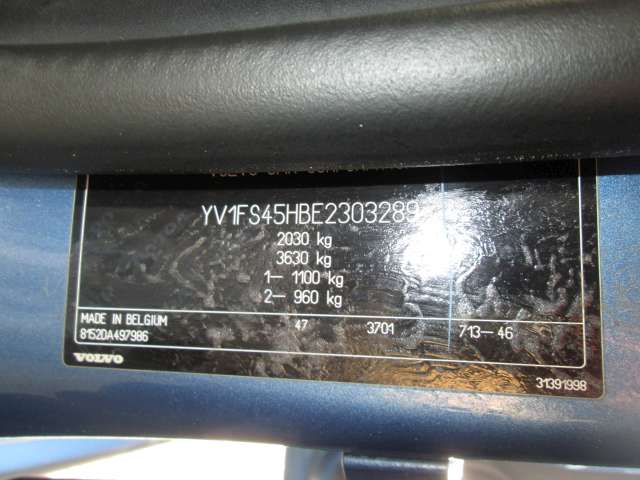 YV1FS45HBE2303289
2030 kg
3630 kg
1– 1100 kg
2– 960 kg
MADE IN BELGIUM 47 3701 713–46
81520A497986
VOLVO 31391998